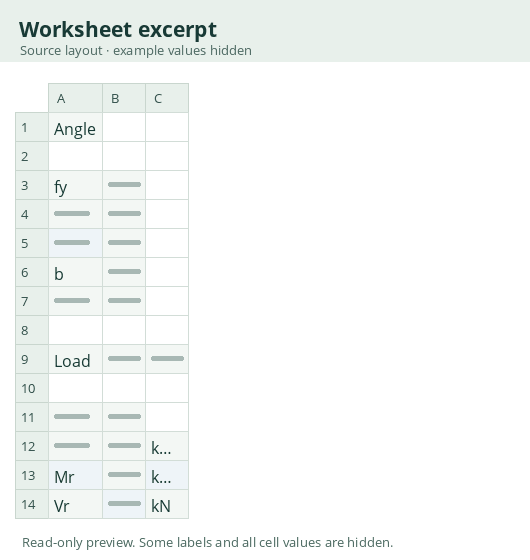 Worksheet excerpt
Source layout · example values hidden
A B C
1 Angle
2
3 fy
4
5
6 b
7
8
9 Load
10
11
12 k...
13 Mr k...
14 Vr kN
Read-only preview. Some labels and all cell values are hidden.